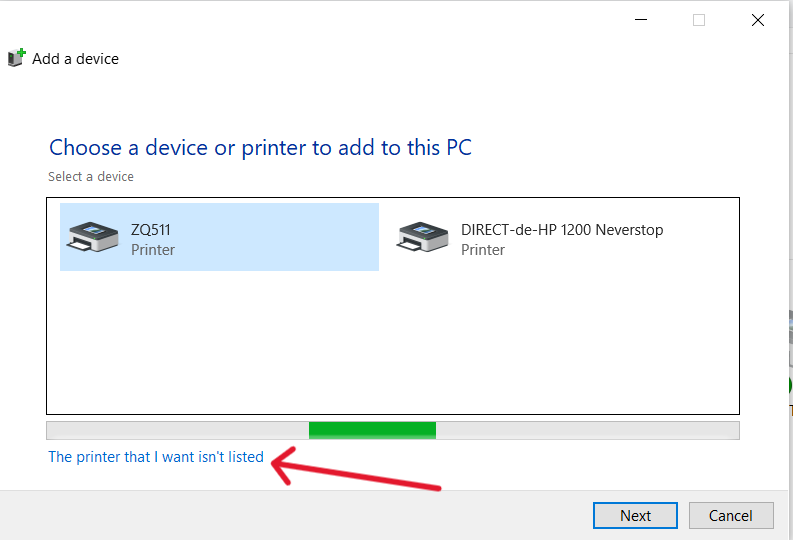 Add a device
Choose a device or printer to add to this PC
Select a device
ZQ511
Printer
DIRECT-de-HP 1200 Neverstop
Printer
The printer that I want isn't listed
Next
Cancel